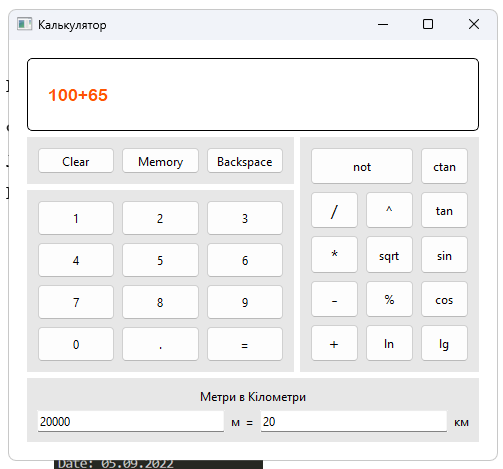 Калькулятор
100+65
Clear Memory Backspace
not ctan
1 2 3
/ ^ tan
4 5 6
* sqrt sin
7 8 9
- % cos
0 . =
+ ln lg
Метри в Кілометри
20000 м = 20 км
Date: 05.09.2022